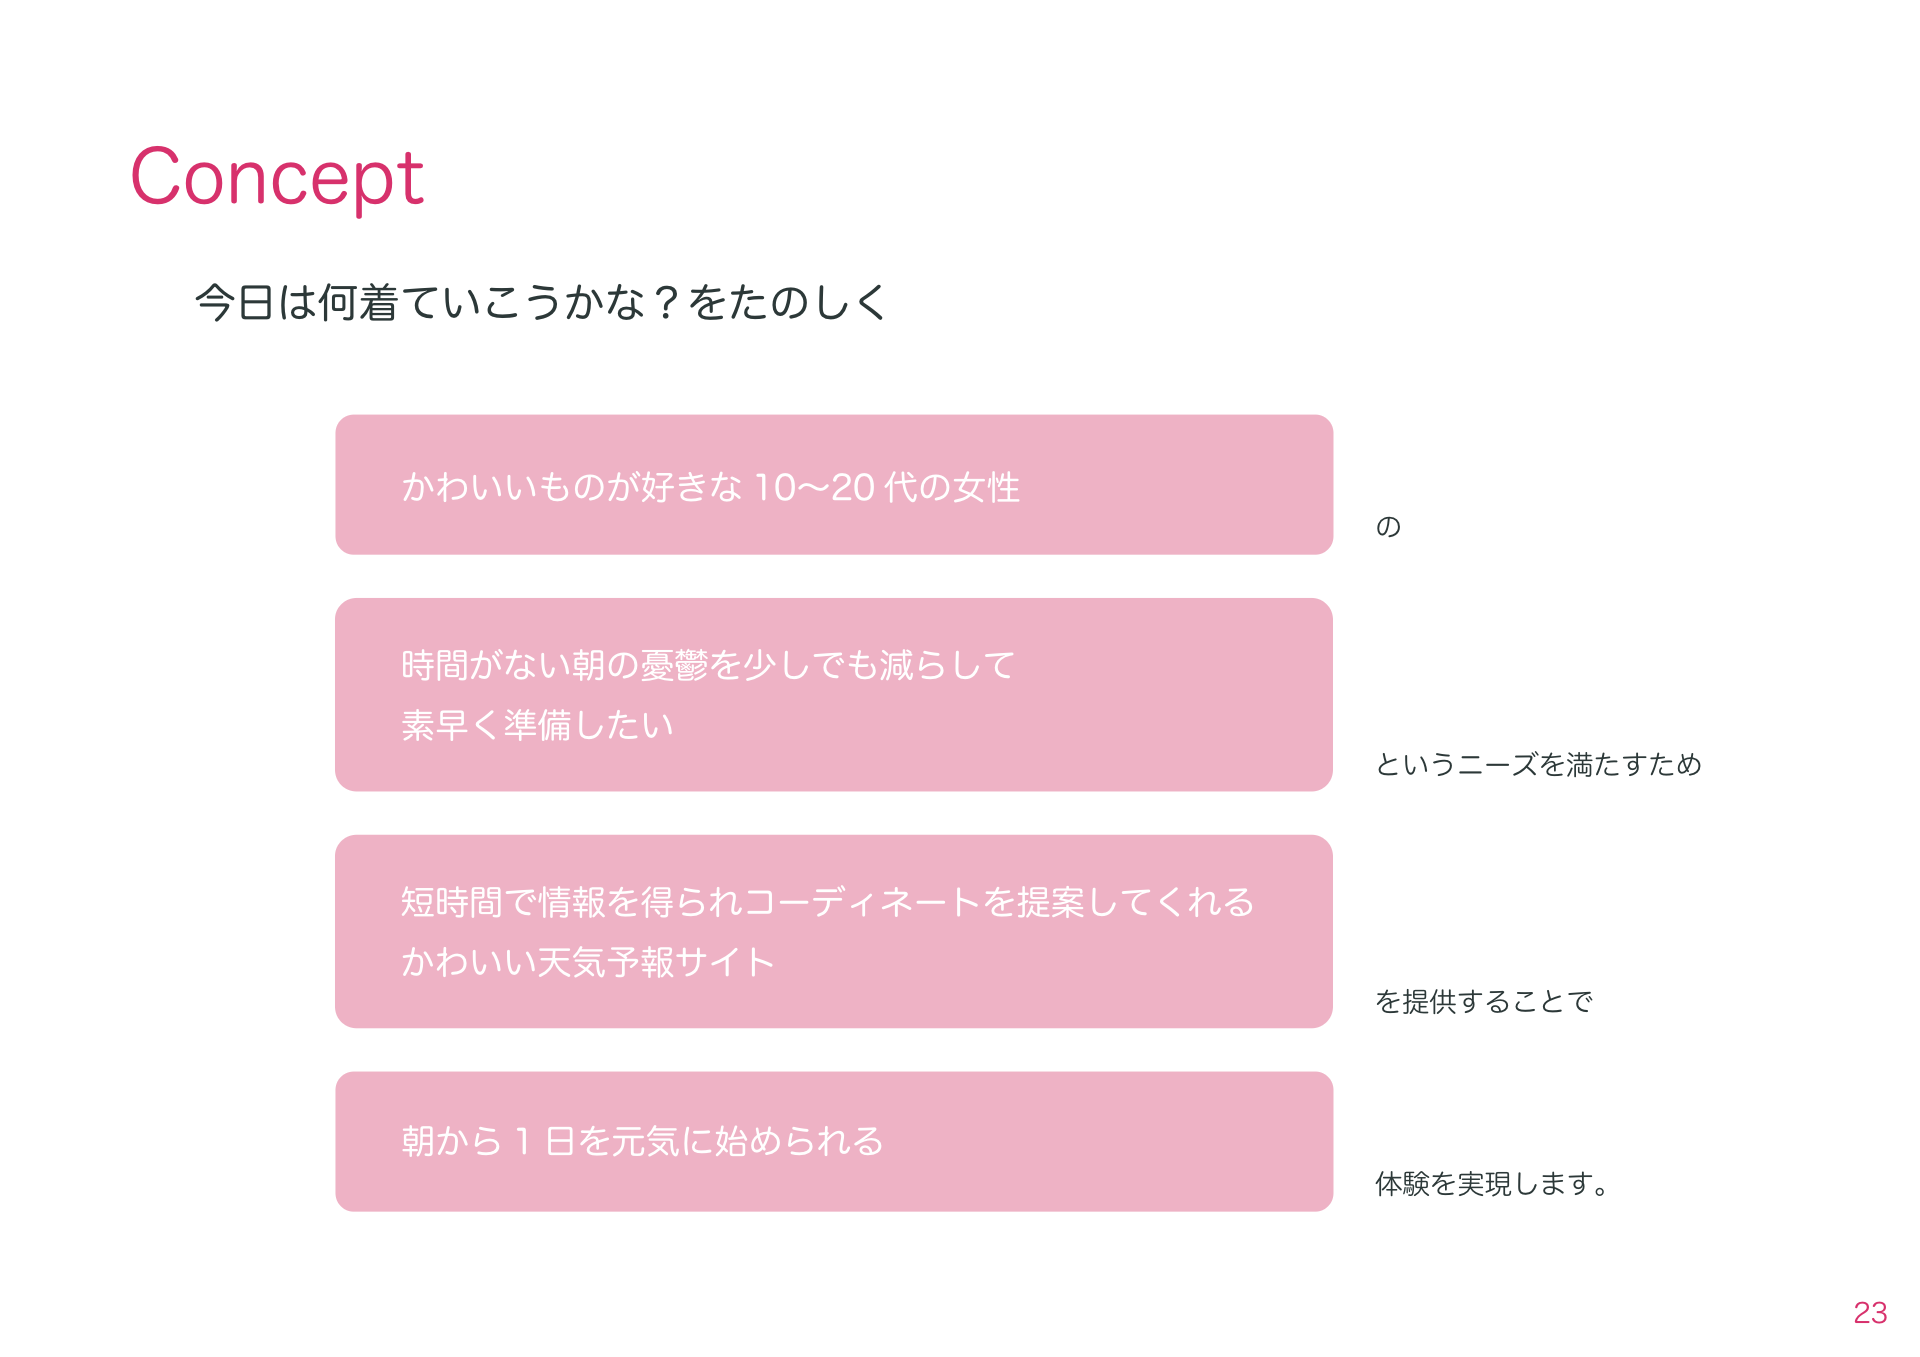 Concept
今日は何着ていこうかな？をたのしく
かわいいものが好きな 10〜20 代の女性
の
時間がない朝の憂鬱を少しでも減らして
素早く準備したい
というニーズを満たすため
短時間で情報を得られコーディネートを提案してくれる
かわいい天気予報サイト
を提供することで
朝から 1 日を元気に始められる
体験を実現します。
23